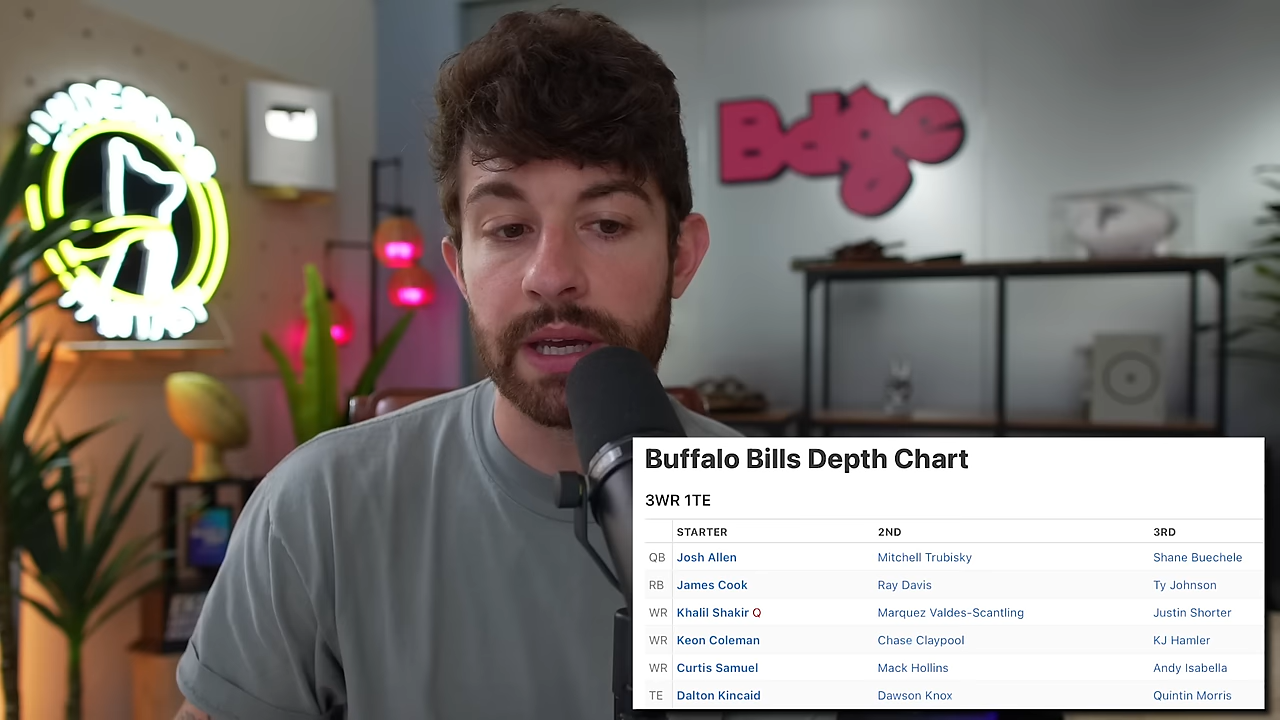 UNDERDOG
Bdge
Buffalo Bills Depth Chart
3WR 1TE
STARTER 2ND 3RD
QB Josh Allen Mitchell Trubisky Shane Buechele
RB James Cook Ray Davis Ty Johnson
WR Khalil Shakir Q Marquez Valdes-Scantling Justin Shorter
WR Keon Coleman Chase Claypool KJ Hamler
WR Curtis Samuel Mack Hollins Andy Isabella
TE Dalton Kincaid Dawson Knox Quintin Morris